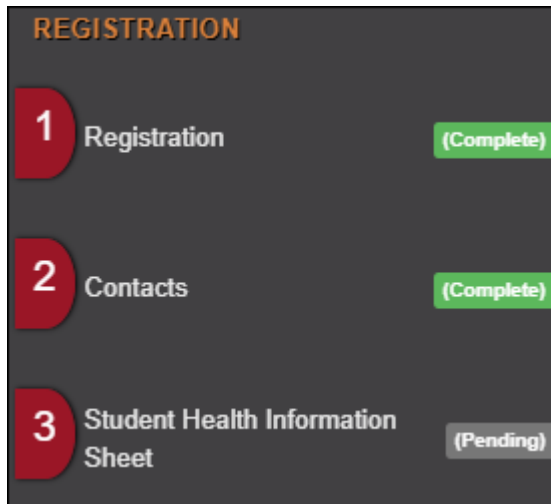 REGISTRATION
1 Registration (Complete)
2 Contacts (Complete)
3 Student Health Information
Sheet (Pending)